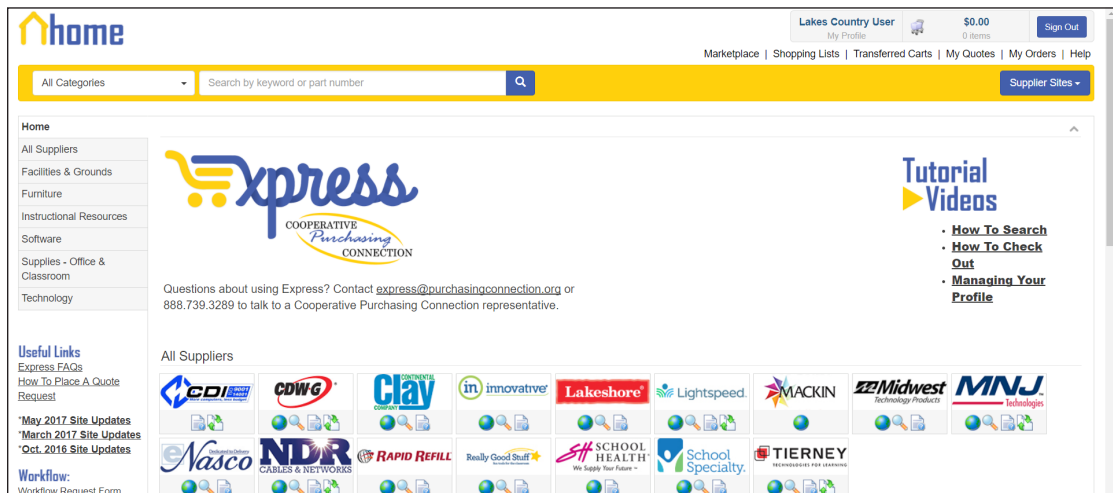 home
Lakes Country User
My Profile
$0.00
0 items
Sign Out
Marketplace | Shopping Lists | Transferred Carts | My Quotes | My Orders | Help
All Categories
Search by keyword or part number
Supplier Sites
Home
All Suppliers
Facilities & Grounds
Furniture
Instructional Resources
Software
Supplies - Office &
Classroom
Technology
Express
COOPERATIVE
Purchasing
CONNECTION
Tutorial
Videos
• How To Search
• How To Check
Out
• Managing Your
Profile
Questions about using Express? Contact express@purchasingconnection.org or
888.739.3289 to talk to a Cooperative Purchasing Connection representative.
Useful Links
Express FAQs
How To Place A Quote
Request
*May 2017 Site Updates
*March 2017 Site Updates
*Oct. 2016 Site Updates
Workflow:
Workflow Request Form
All Suppliers
CDI
CDW·G
CONTINENTAL
Clay
COMPANY
in innovative
Lakeshore
Lightspeed
MACKIN
Midwest
Technology Products
MNJ
Technologies
eNasco
NDR
CABLES & NETWORKS
RAPID REFILL
Really Good Stuff
SH SCHOOL
HEALTH
We Supply Your Future
School
Specialty.
TIERNEY
TECHNOLOGIES FOR LEARNING